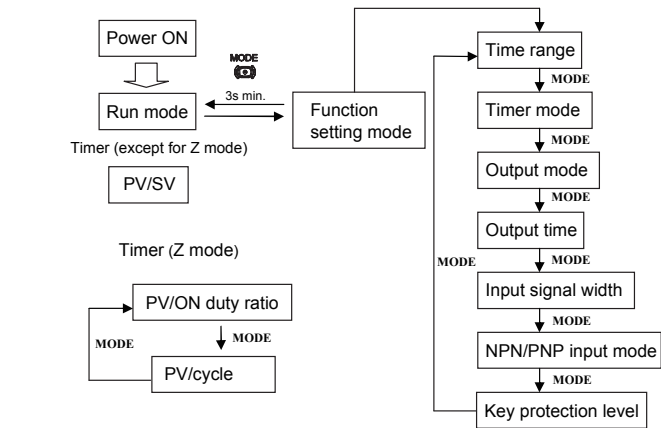 Power ON
MODE
3s min.
Run mode
Function
setting mode
Timer (except for Z mode)
PV/SV
Timer (Z mode)
PV/ON duty ratio
MODE
MODE
PV/cycle
Time range
MODE
Timer mode
MODE
Output mode
MODE
Output time
MODE
MODE
Input signal width
MODE
NPN/PNP input mode
MODE
Key protection level